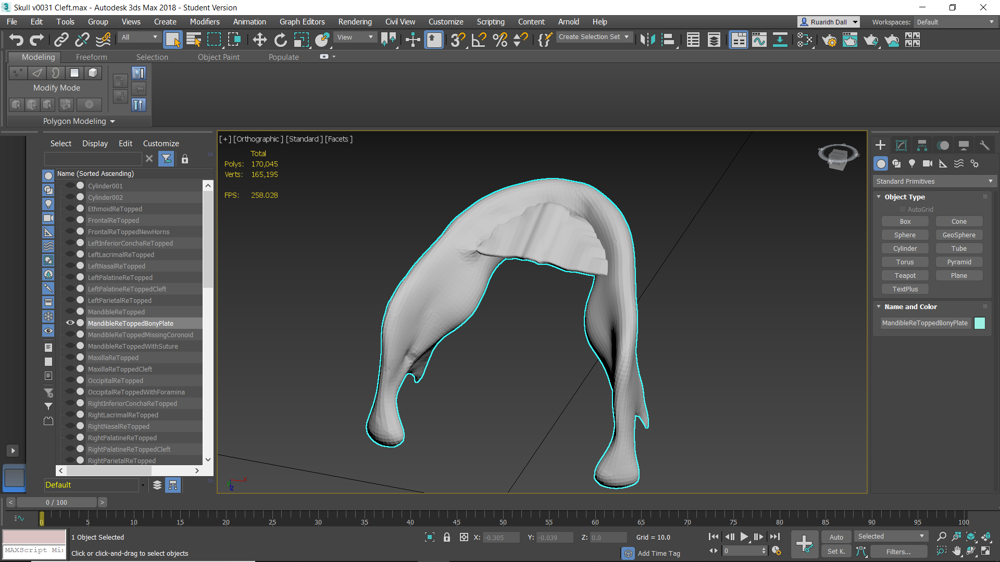 Skull v0031 Cleft.max - Autodesk 3ds Max 2018 - Student Version
File Edit Tools Group Views Create Modifiers Animation Graph Editors Rendering Civil View Customize Scripting Content Arnold Help
Ruaridh Dall Workspaces: Default
All View Create Selection Set
Modeling Freeform Selection Object Paint Populate
Modify Mode
Polygon Modeling
Select Display Edit Customize
Name (Sorted Ascending)
Cylinder001
Cylinder002
EthmoidReTopped
FrontalReTopped
FrontalReToppedNewHorns
LeftInferiorConchaReTopped
LeftLacrimalReTopped
LeftNasalReTopped
LeftPalatineReTopped
LeftPalatineReToppedCleft
LeftParietalReTopped
MandibleReTopped
MandibleReToppedBonyPlate
MandibleReToppedMissingCoronoid
MandibleReToppedWithSuture
MaxillaReTopped
MaxillaReToppedCleft
OccipitalReTopped
OccipitalReToppedWithForamina
RightInferiorConchaReTopped
RightLacrimalReTopped
RightNasalReTopped
RightPalatineReTopped
RightPalatineReToppedCleft
RightParietalReTopped
Default
[+] [Orthographic ] [Standard ] [Facets ]
Total
Polys: 170,045
Verts: 165,195
FPS: 258.028
Standard Primitives
Object Type
AutoGrid
Box Cone
Sphere GeoSphere
Cylinder Tube
Torus Pyramid
Teapot Plane
TextPlus
Name and Color
MandibleReToppedBonyPlate
< 0 / 100 >
0 5 10 15 20 25 30 35 40 45 50 55 60 65 70 75 80 85 90 95 100
1 Object Selected
X: -0.305 Y: -0.039 Z: 0.0 Grid = 10.0
Auto Selected
MAXScript Mi
Click or click-and-drag to select objects
Add Time Tag
0
Set K. Filters...